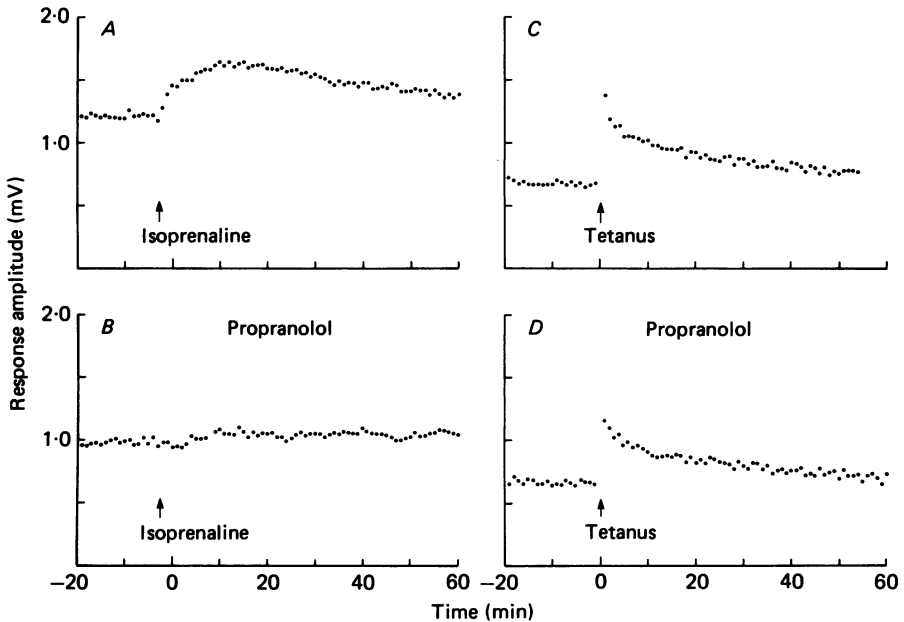 Response amplitude (mV)
2·0
A
1·0
Isoprenaline
C
Tetanus
2·0
B
Propranolol
1·0
Isoprenaline
−20
0
20
40
60
D
Propranolol
Tetanus
−20
0
20
40
60
Time (min)